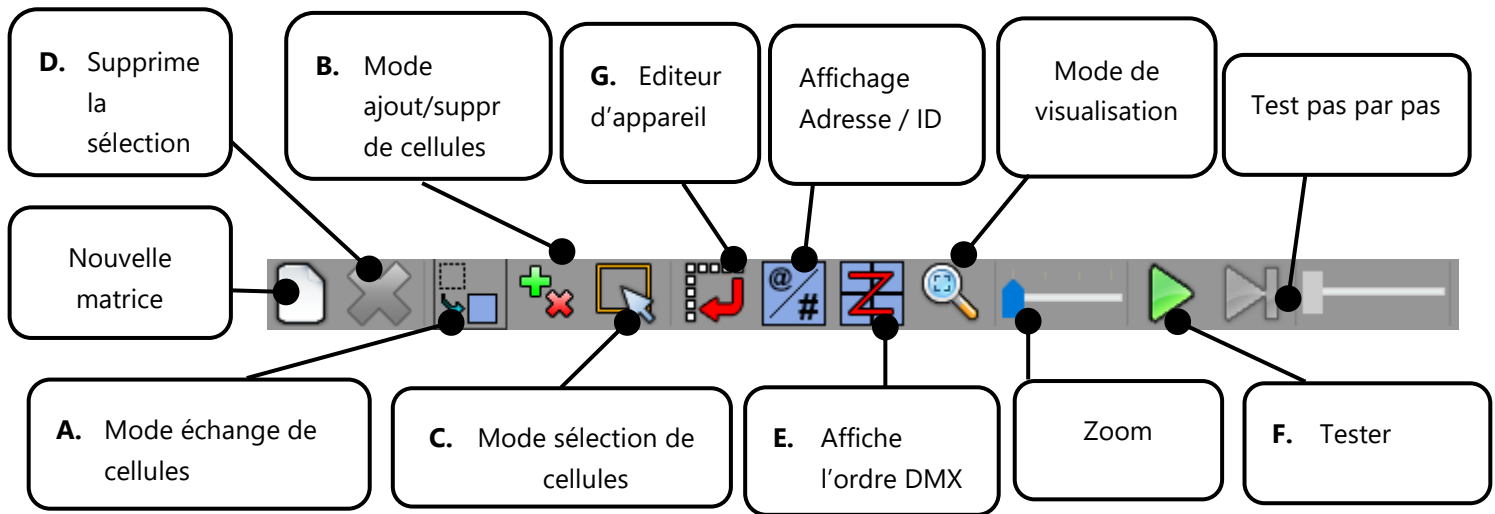 D. Supprime
la
sélection
B. Mode
ajout/suppr
de cellules
G. Editeur
d’appareil
Affichage
Adresse / ID
Mode de
visualisation
Test pas par pas
Nouvelle
matrice
@
#
A. Mode échange de
cellules
C. Mode sélection de
cellules
E. Affiche
l’ordre DMX
Zoom
F. Tester